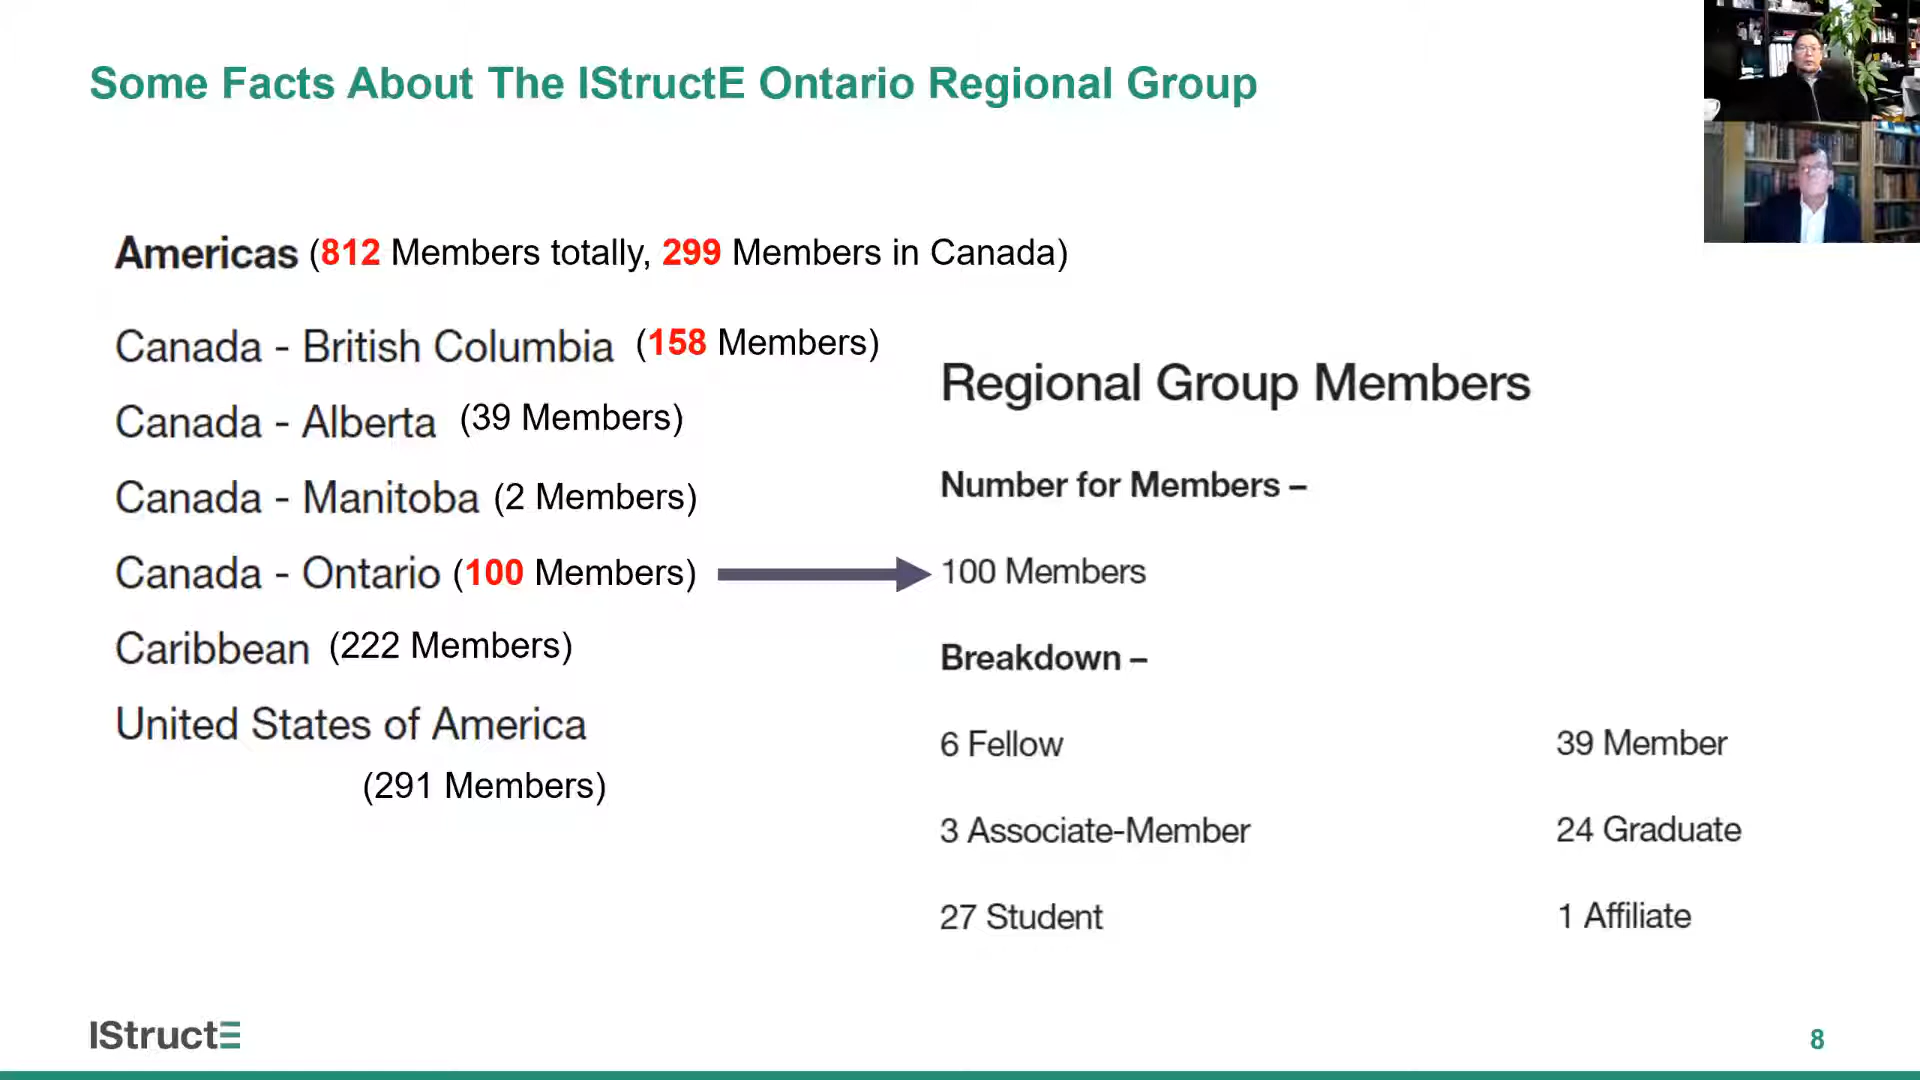 Some Facts About The IStructE Ontario Regional Group
Americas (812 Members totally, 299 Members in Canada)
Canada - British Columbia (158 Members)
Canada - Alberta (39 Members)
Canada - Manitoba (2 Members)
Canada - Ontario (100 Members)
Caribbean (222 Members)
United States of America
(291 Members)
Regional Group Members
Number for Members –
100 Members
Breakdown –
6 Fellow
39 Member
3 Associate-Member
24 Graduate
27 Student
1 Affiliate
IStructE
8